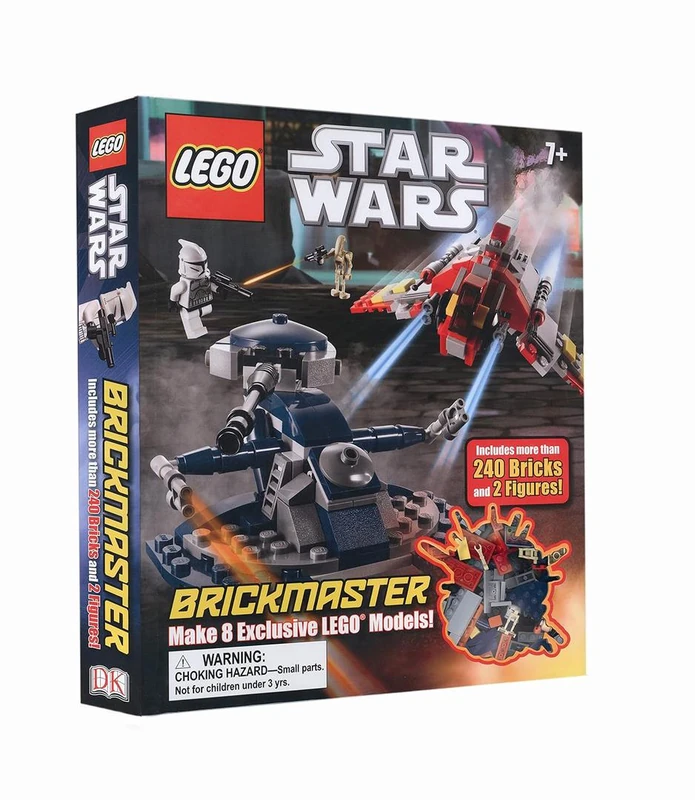 LEGO
STAR
WARS
BRICKMASTER
Includes more than 240 Bricks and 2 Figures!
DK
LEGO
STAR
WARS
7+
Includes more than
240 Bricks
and 2 Figures!
BRICKMASTER
Make 8 Exclusive LEGO® Models!
WARNING:
CHOKING HAZARD—Small parts.
Not for children under 3 yrs.